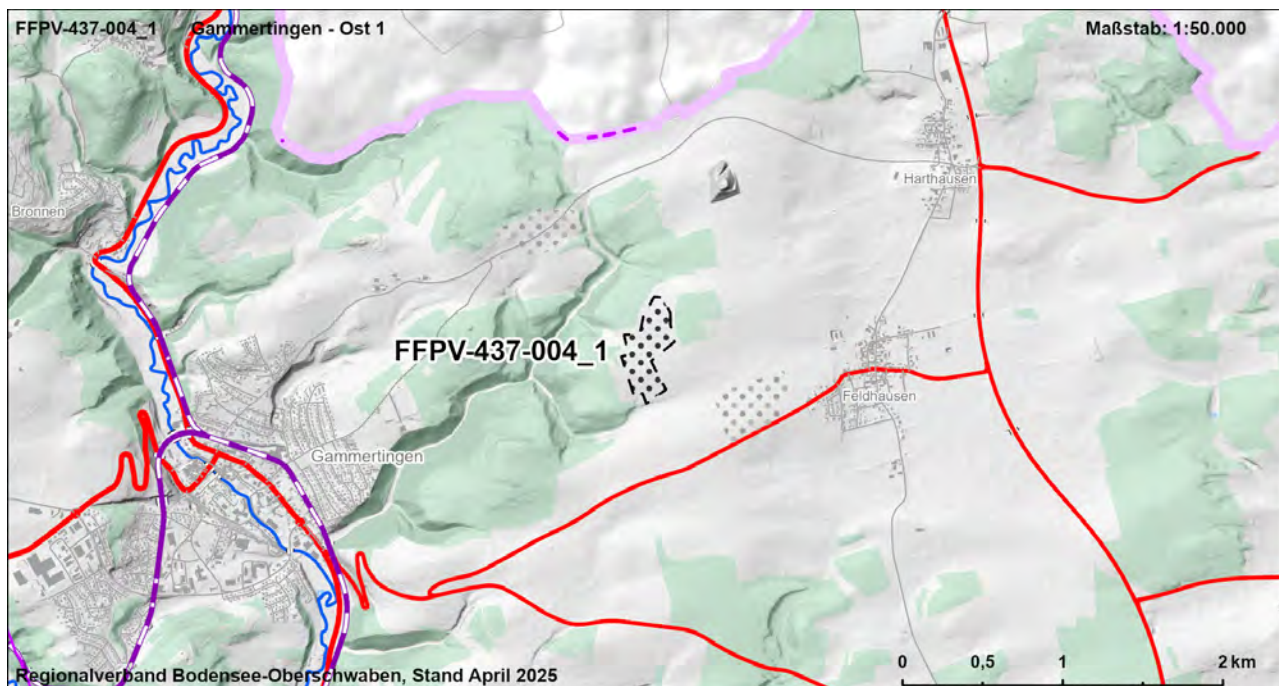 FFPV-437-004_1 Gammertingen - Ost 1 Maßstab: 1:50.000
Harthausen
Bronnen
FFPV-437-004_1
Feldhausen
Gammertingen
0 0,5 1 2 km
Regionalverband Bodensee-Oberschwaben, Stand April 2025